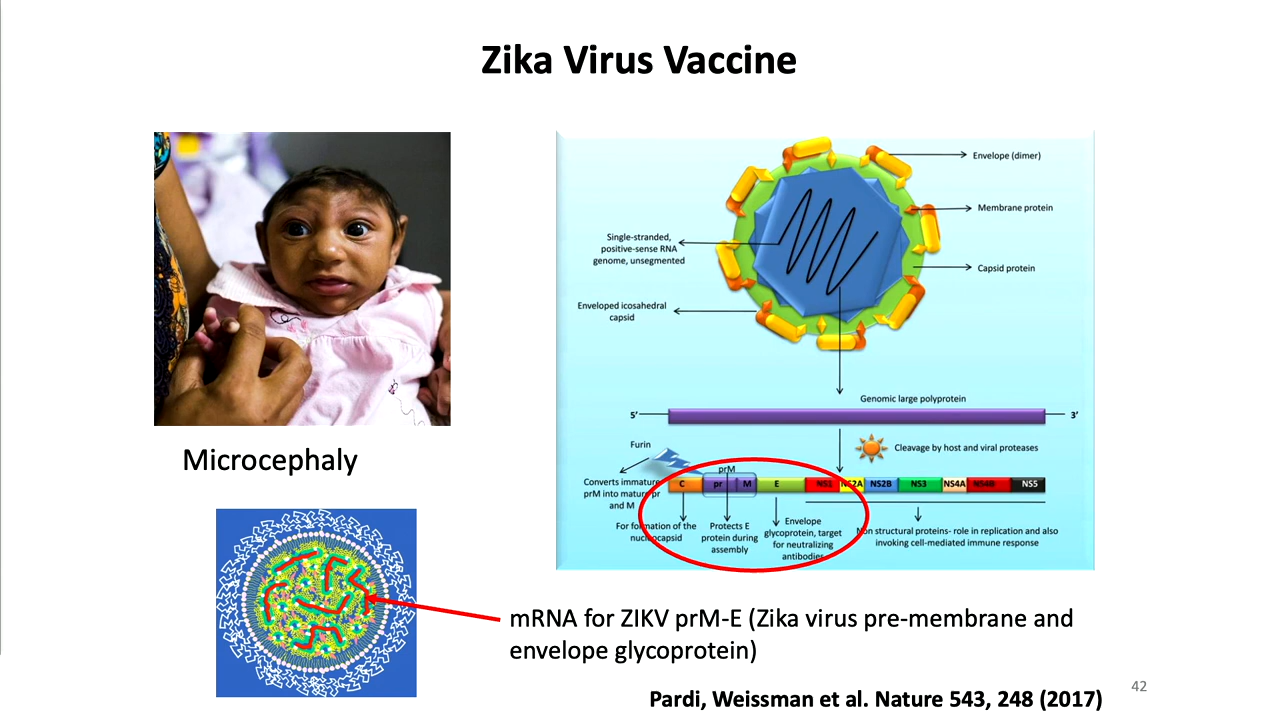 Zika Virus Vaccine
Microcephaly
Envelope (dimer)
Membrane protein
Capsid protein
Single-stranded,
positive-sense RNA
genome, unsegmented
Enveloped icosahedral
capsid
Genomic large polyprotein
5’
3’
Cleavage by host and viral proteases
Furin
prM
C pr M E NS1 NS2A NS2B NS3 NS4A NS4B NS5
Converts immature
prM into mature pr
and M
For formation of the
nucleocapsid
Protects E
protein during
assembly
Envelope
glycoprotein, target
for neutralizing
antibodies
Non structural proteins- role in replication and also
invoking cell-mediated immune response
mRNA for ZIKV prM-E (Zika virus pre-membrane and
envelope glycoprotein)
Pardi, Weissman et al. Nature 543, 248 (2017)
42